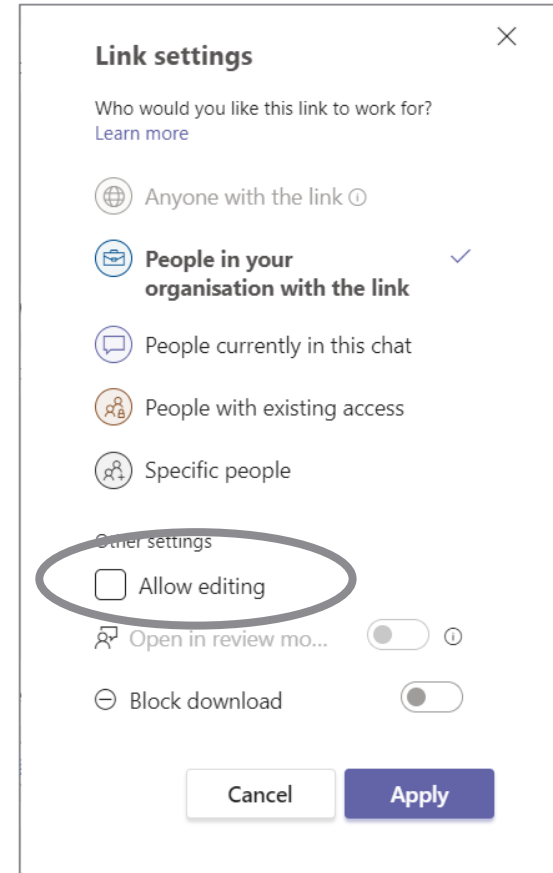 Link settings
Who would you like this link to work for?
Learn more
Anyone with the link
People in your
organisation with the link
People currently in this chat
People with existing access
Specific people
Other settings
Allow editing
Open in review mo...
Block download
Cancel
Apply